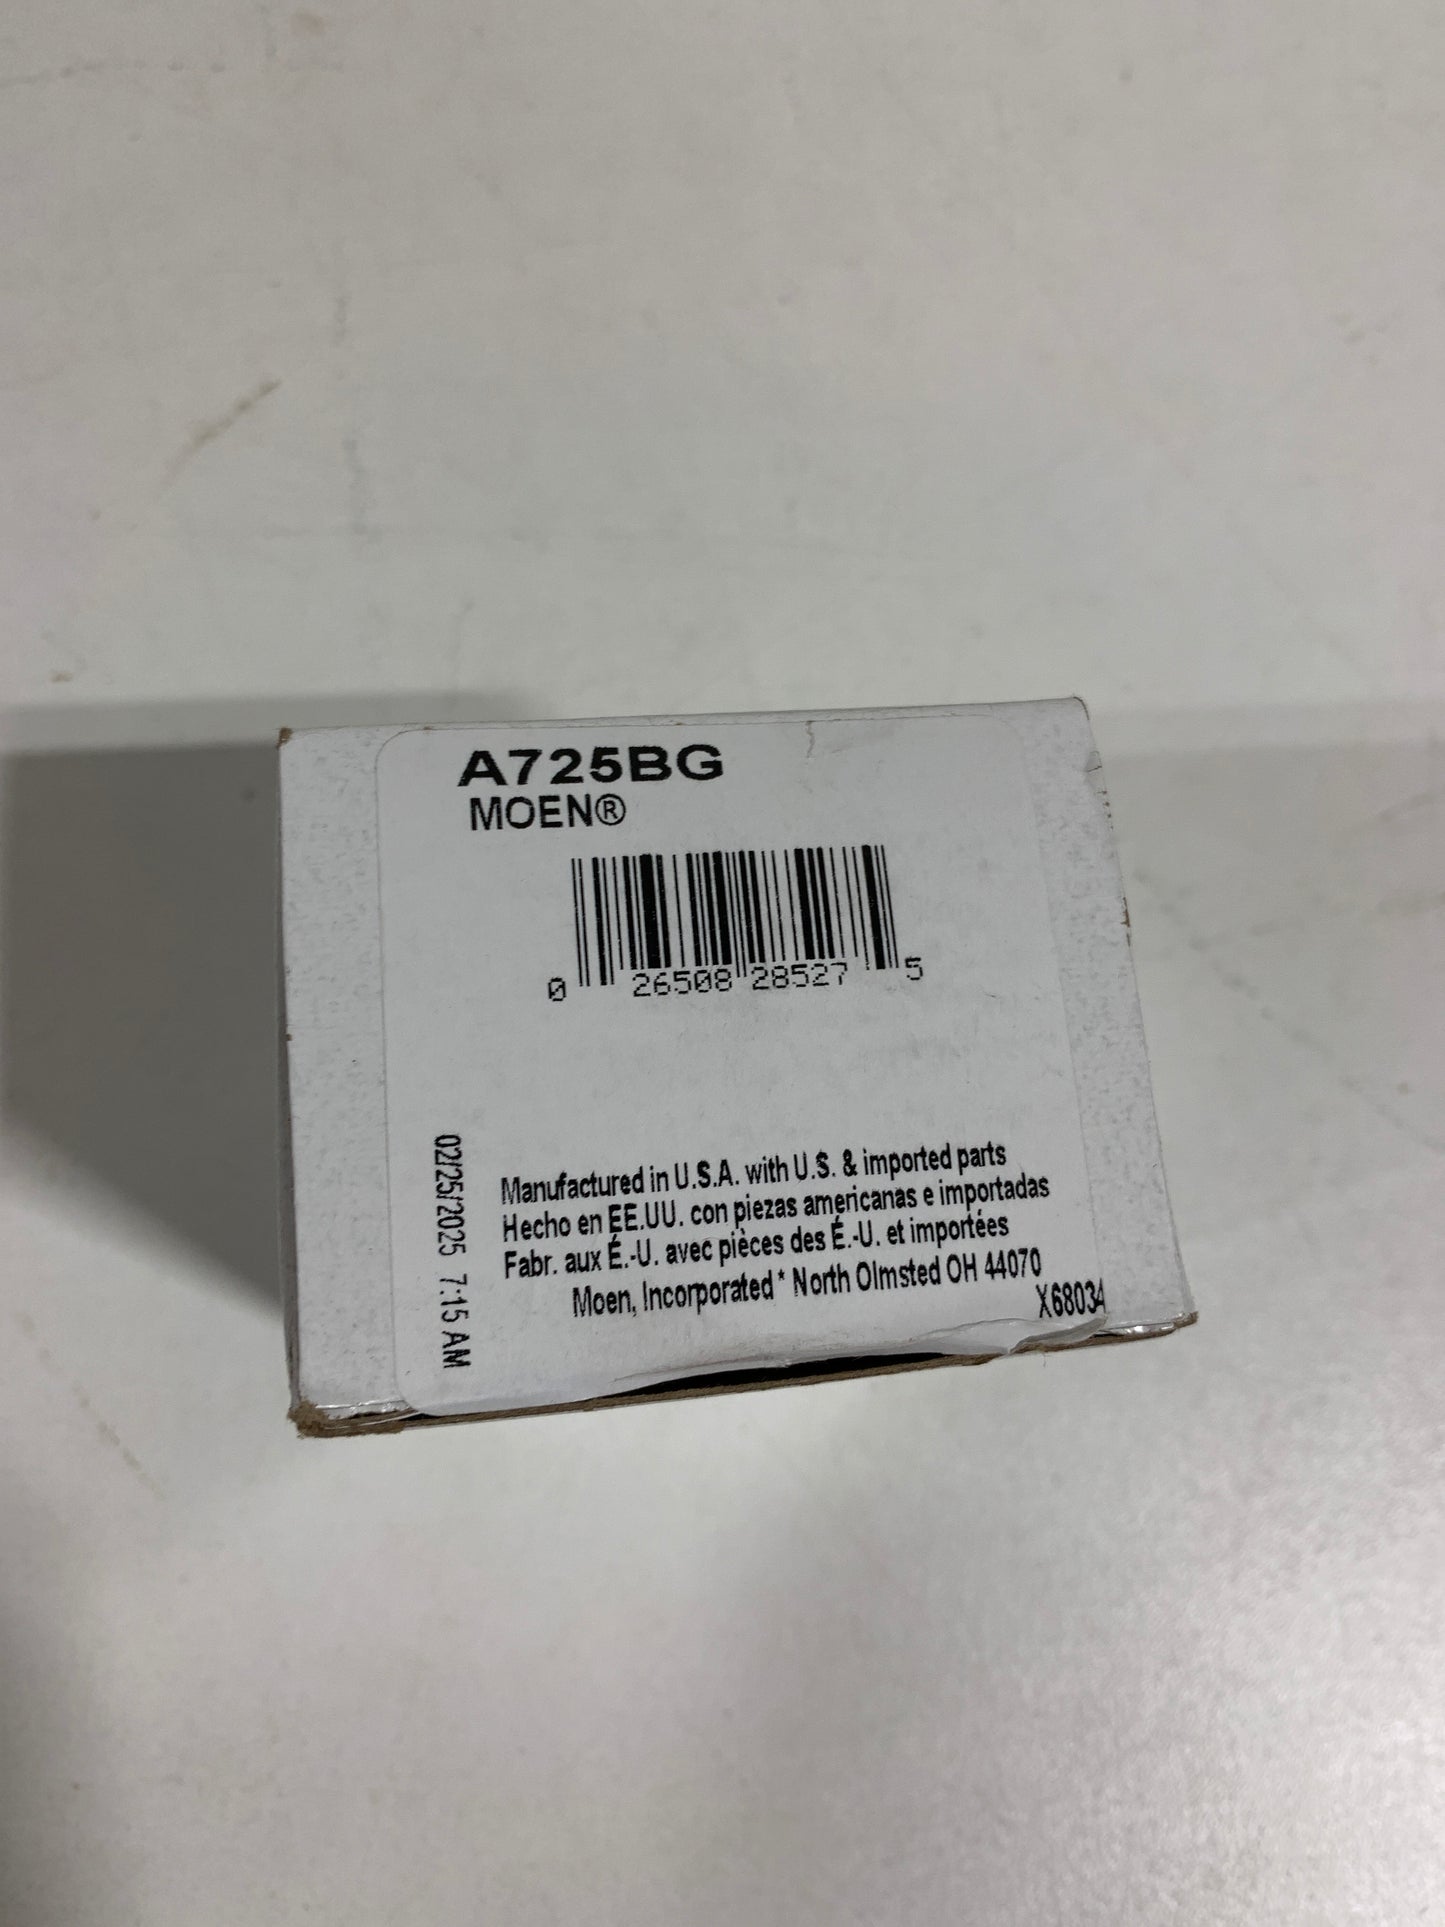 A725BG
MOEN®
0 26508 28527 5
02/25/2025 7:15 AM
Manufactured in U.S.A. with U.S. & imported parts
Hecho en EE.UU. con piezas americanas e importadas
Fabr. aux É.-U. avec pièces des É.-U. et importées
Moen, Incorporated * North Olmsted OH 44070
X68034